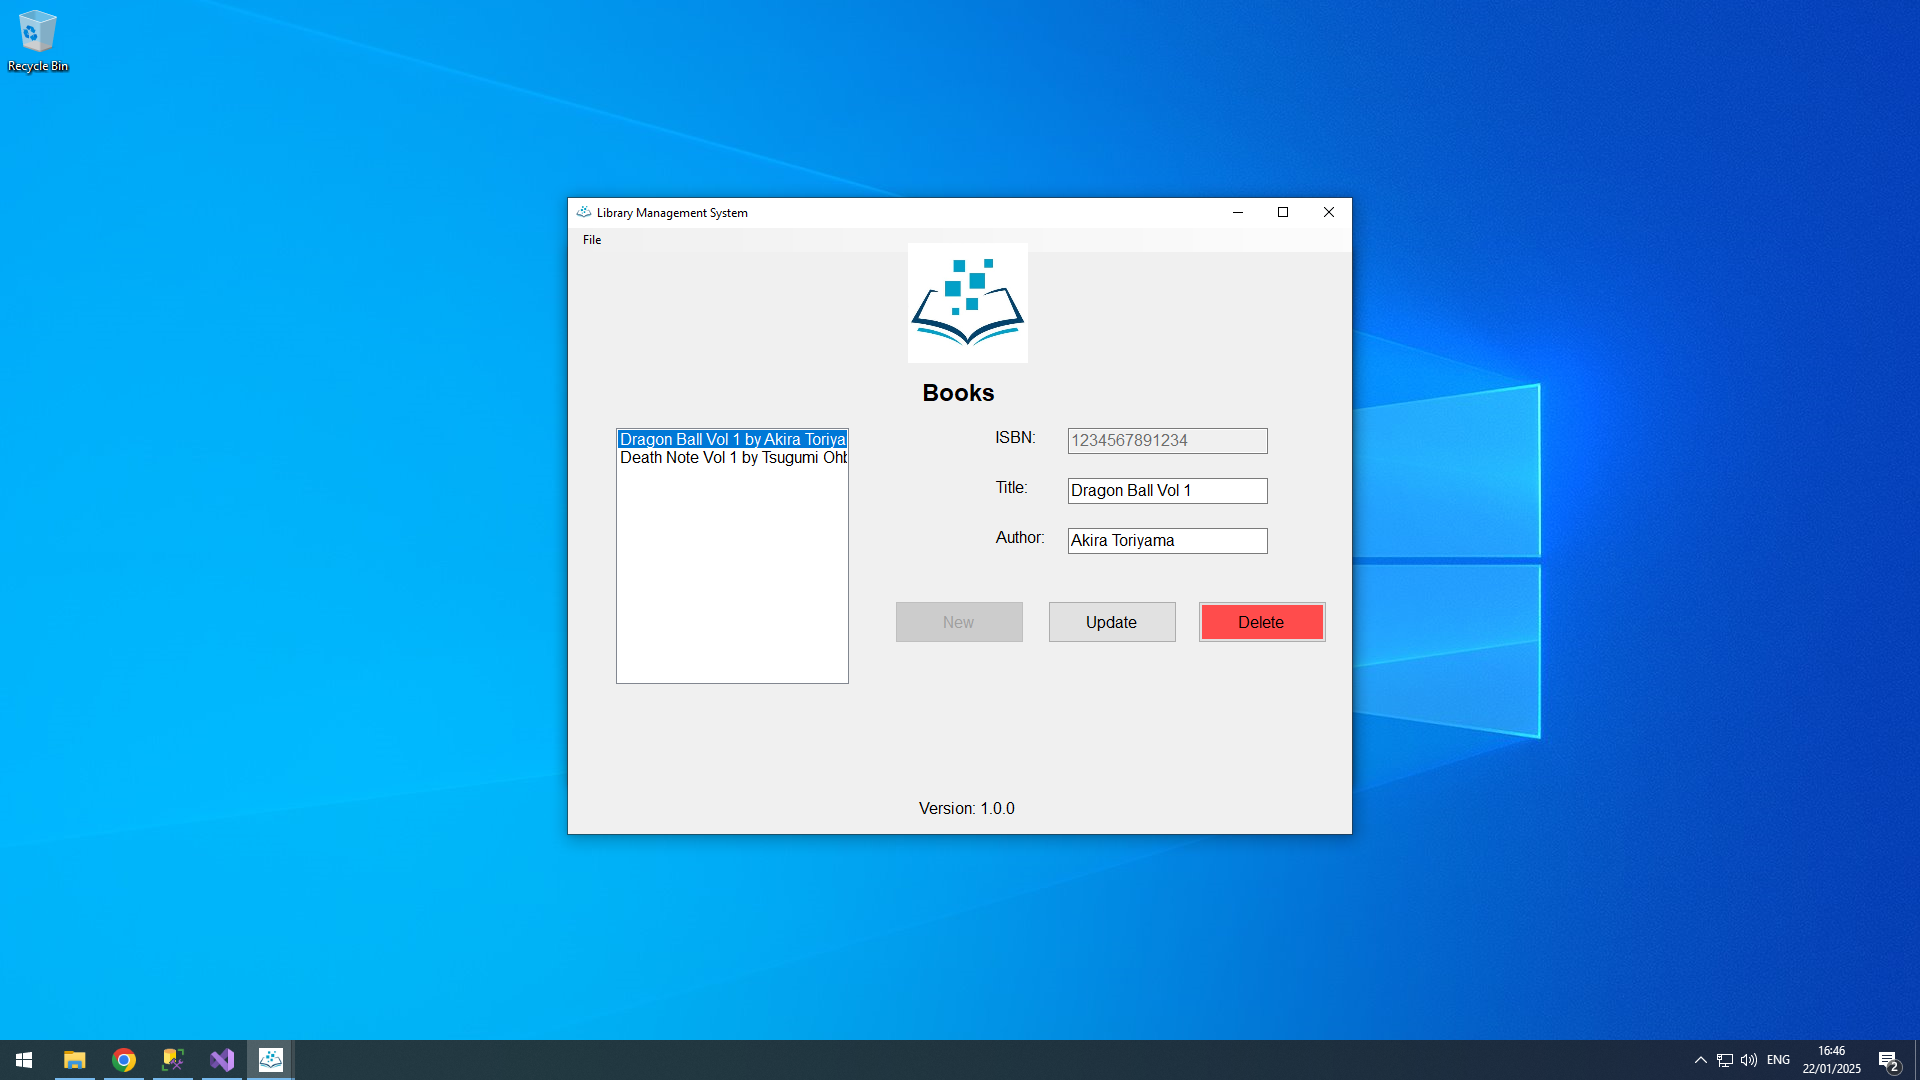 Recycle Bin
Library Management System
File
Books
Dragon Ball Vol 1 by Akira Toriya
Death Note Vol 1 by Tsugumi Ohb
ISBN: 1234567891234
Title: Dragon Ball Vol 1
Author: Akira Toriyama
New Update Delete
Version: 1.0.0
ENG
16:46
22/01/2025
2